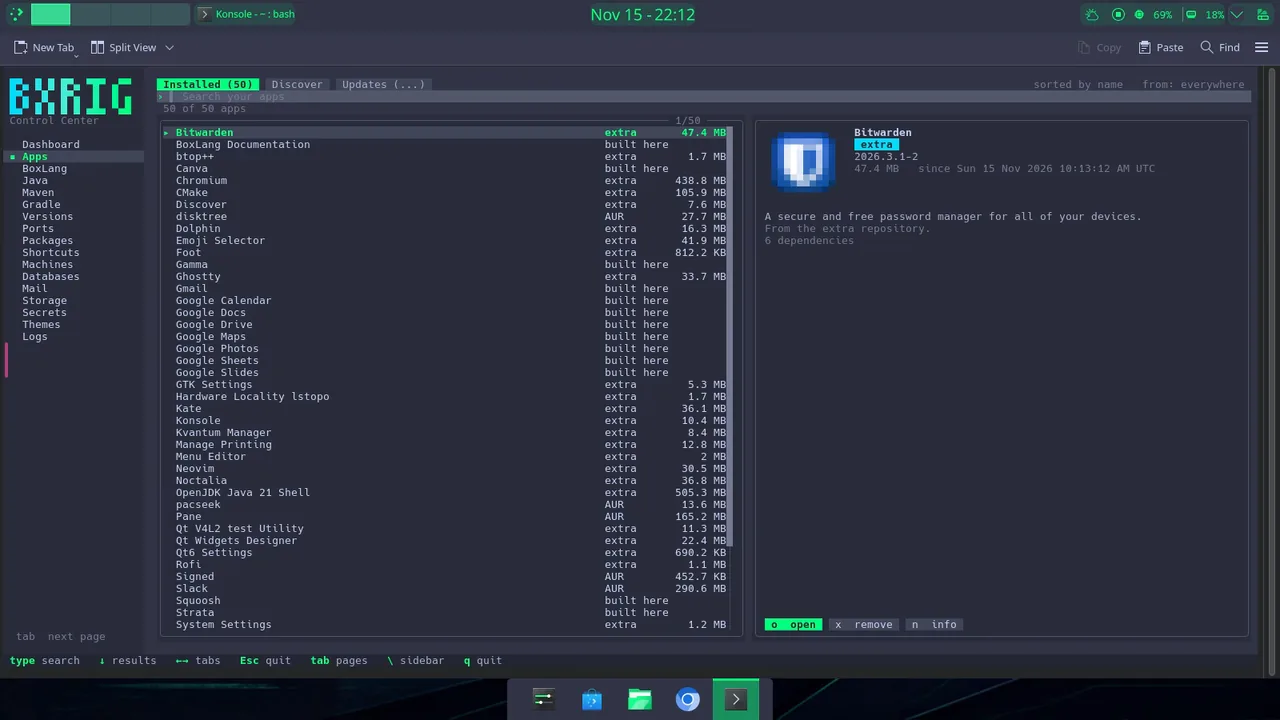 Konsole - ~ : bash
Nov 15 - 22:12
69%
18%
New Tab
Split View
Copy
Paste
Find
BXRIG
Control Center
Dashboard
Apps
BoxLang
Java
Maven
Gradle
Versions
Ports
Packages
Shortcuts
Machines
Databases
Mail
Storage
Secrets
Themes
Logs
tab next page
Installed (50) Discover Updates (...) sorted by name from: everywhere
› Search your apps
50 of 50 apps
1/50
▸ Bitwarden extra 47.4 MB
BoxLang Documentation built here
btop++ extra 1.7 MB
Canva built here
Chromium extra 438.8 MB
CMake extra 105.9 MB
Discover extra 7.6 MB
disktree AUR 27.7 MB
Dolphin extra 16.3 MB
Emoji Selector extra 41.9 MB
Foot extra 812.2 KB
Gamma built here
Ghostty extra 33.7 MB
Gmail built here
Google Calendar built here
Google Docs built here
Google Drive built here
Google Maps built here
Google Photos built here
Google Sheets built here
Google Slides built here
GTK Settings extra 5.3 MB
Hardware Locality lstopo extra 1.7 MB
Kate extra 36.1 MB
Konsole extra 10.4 MB
Kvantum Manager extra 8.4 MB
Manage Printing extra 12.8 MB
Menu Editor extra 2 MB
Neovim extra 30.5 MB
Noctalia extra 36.8 MB
OpenJDK Java 21 Shell extra 505.3 MB
pacseek AUR 13.6 MB
Pane AUR 165.2 MB
Qt V4L2 test Utility extra 11.3 MB
Qt Widgets Designer extra 22.4 MB
Qt6 Settings extra 690.2 KB
Rofi extra 1.1 MB
Signed AUR 452.7 KB
Slack AUR 290.6 MB
Squoosh built here
Strata built here
System Settings extra 1.2 MB
Bitwarden
extra
2026.3.1-2
47.4 MB since Sun 15 Nov 2026 10:13:12 AM UTC
A secure and free password manager for all of your devices.
From the extra repository.
6 dependencies
o open x remove n info
type search ↓ results ←→ tabs Esc quit tab pages \ sidebar q quit